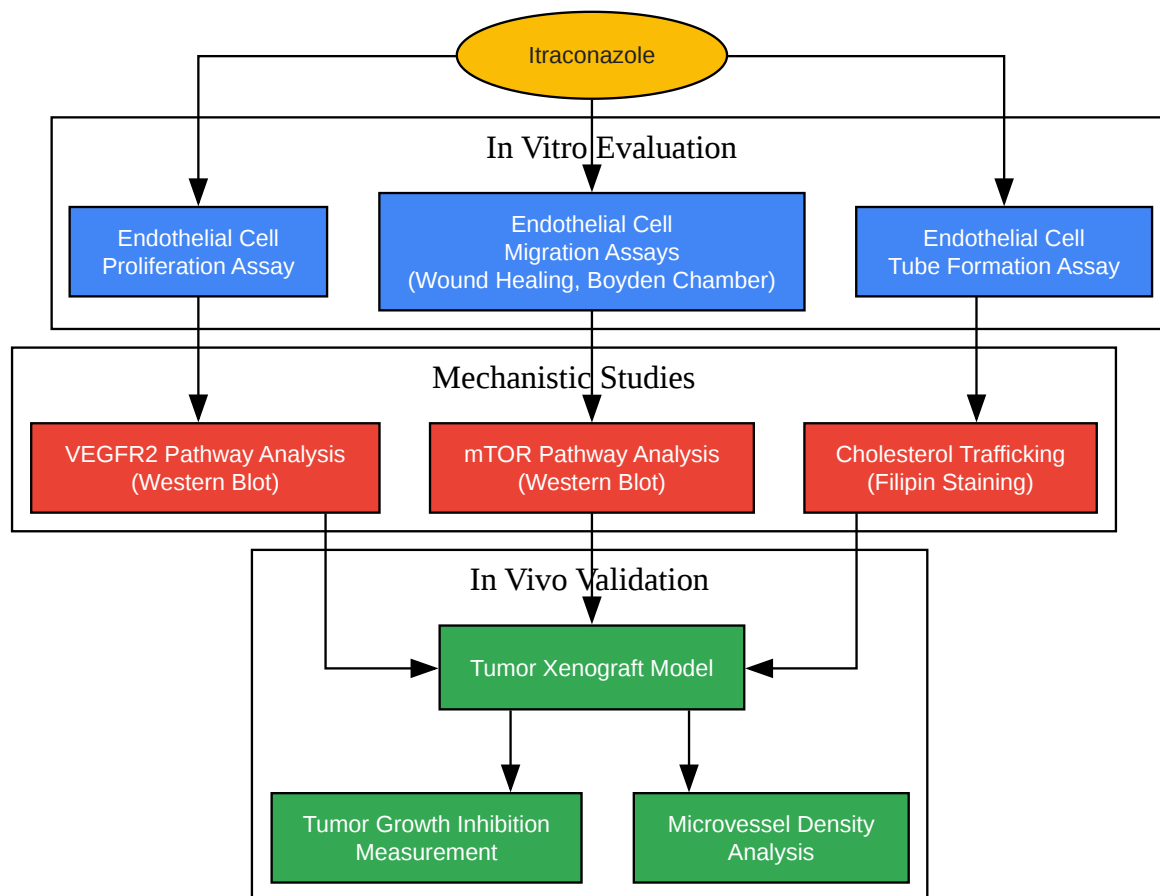 Itraconazole
In Vitro Evaluation
Endothelial Cell
Proliferation Assay
Endothelial Cell
Migration Assays
(Wound Healing, Boyden Chamber)
Endothelial Cell
Tube Formation Assay
Mechanistic Studies
VEGFR2 Pathway Analysis
(Western Blot)
mTOR Pathway Analysis
(Western Blot)
Cholesterol Trafficking
(Filipin Staining)
In Vivo Validation
Tumor Xenograft Model
Tumor Growth Inhibition
Measurement
Microvessel Density
Analysis